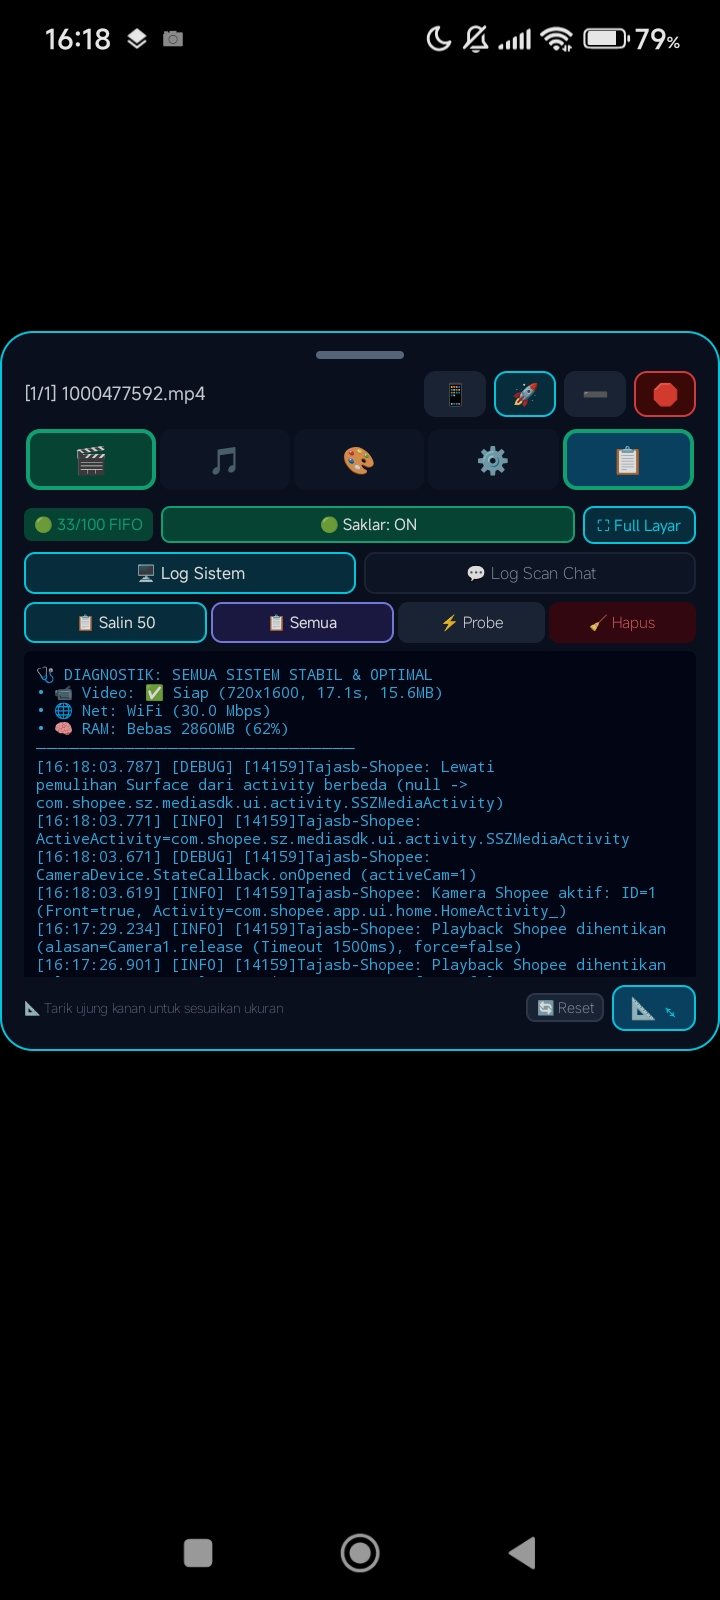 16:18 79%
[1/1] 1000477592.mp4
33/100 FIFO Saklar: ON Full Layar
Log Sistem Log Scan Chat
Salin 50 Semua Probe Hapus
DIAGNOSTIK: SEMUA SISTEM STABIL & OPTIMAL
• Video: ✅ Siap (720x1600, 17.1s, 15.6MB)
• Net: WiFi (30.0 Mbps)
• RAM: Bebas 2860MB (62%)
[16:18:03.787] [DEBUG] [14159]Tajasb-Shopee: Lewati
pemulihan Surface dari activity berbeda (null ->
com.shopee.sz.mediasdk.ui.activity.SSZMediaActivity)
[16:18:03.771] [INFO] [14159]Tajasb-Shopee:
ActiveActivity=com.shopee.sz.mediasdk.ui.activity.SSZMediaActivity
[16:18:03.671] [DEBUG] [14159]Tajasb-Shopee:
CameraDevice.StateCallback.onOpened (activeCam=1)
[16:18:03.619] [INFO] [14159]Tajasb-Shopee: Kamera Shopee aktif: ID=1
(Front=true, Activity=com.shopee.app.ui.home.HomeActivity_)
[16:17:29.234] [INFO] [14159]Tajasb-Shopee: Playback Shopee dihentikan
(alasan=Camera1.release (Timeout 1500ms), force=false)
[16:17:26.901] [INFO] [14159]Tajasb-Shopee: Playback Shopee dihentikan
Tarik ujung kanan untuk sesuaikan ukuran Reset